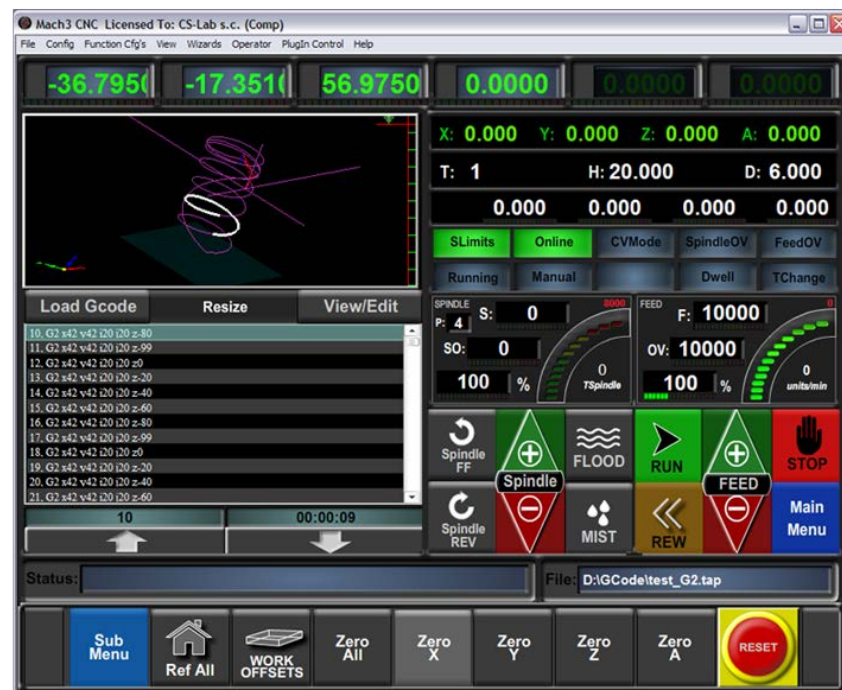 Mach3 CNC Licensed To: CS-Lab s.c. (Comp)
File Config Function Cfg's View Wizards Operator PlugIn Control Help
-36.7950 -17.3510 56.9750 0.0000 0.0000 0.0000
X: 0.000 Y: 0.000 Z: 0.000 A: 0.000
T: 1 H: 20.000 D: 6.000
0.000 0.000 0.000 0.000
SLimits Online CVMode SpindleOV FeedOV
Running Manual Dwell TChange
Load Gcode Resize View/Edit
10, G2 x42 y42 i20 j20 z-80
11, G2 x42 y42 i20 j20 z-99
12, G2 x42 y42 i20 j20 z0
13, G2 x42 y42 i20 j20 z-20
14, G2 x42 y42 i20 j20 z-40
15, G2 x42 y42 i20 j20 z-60
16, G2 x42 y42 i20 j20 z-80
17, G2 x42 y42 i20 j20 z-99
18, G2 x42 y42 i20 j20 z0
19, G2 x42 y42 i20 j20 z-20
20, G2 x42 y42 i20 j20 z-40
21, G2 x42 y42 i20 j20 z-60
10 00:00:09
SPINDLE 8000
P: 4 S: 0
SO: 0
100 %
0
TSpindle
FEED 0
F: 10000
OV: 10000
100 %
0
units/min
Spindle FF
Spindle
FLOOD
RUN
FEED
STOP
Spindle REV
MIST
REW
Main Menu
Status: File: D:\GCode\test_G2.tap
Sub Menu
Ref All
WORK OFFSETS
Zero All
Zero X
Zero Y
Zero Z
Zero A
RESET